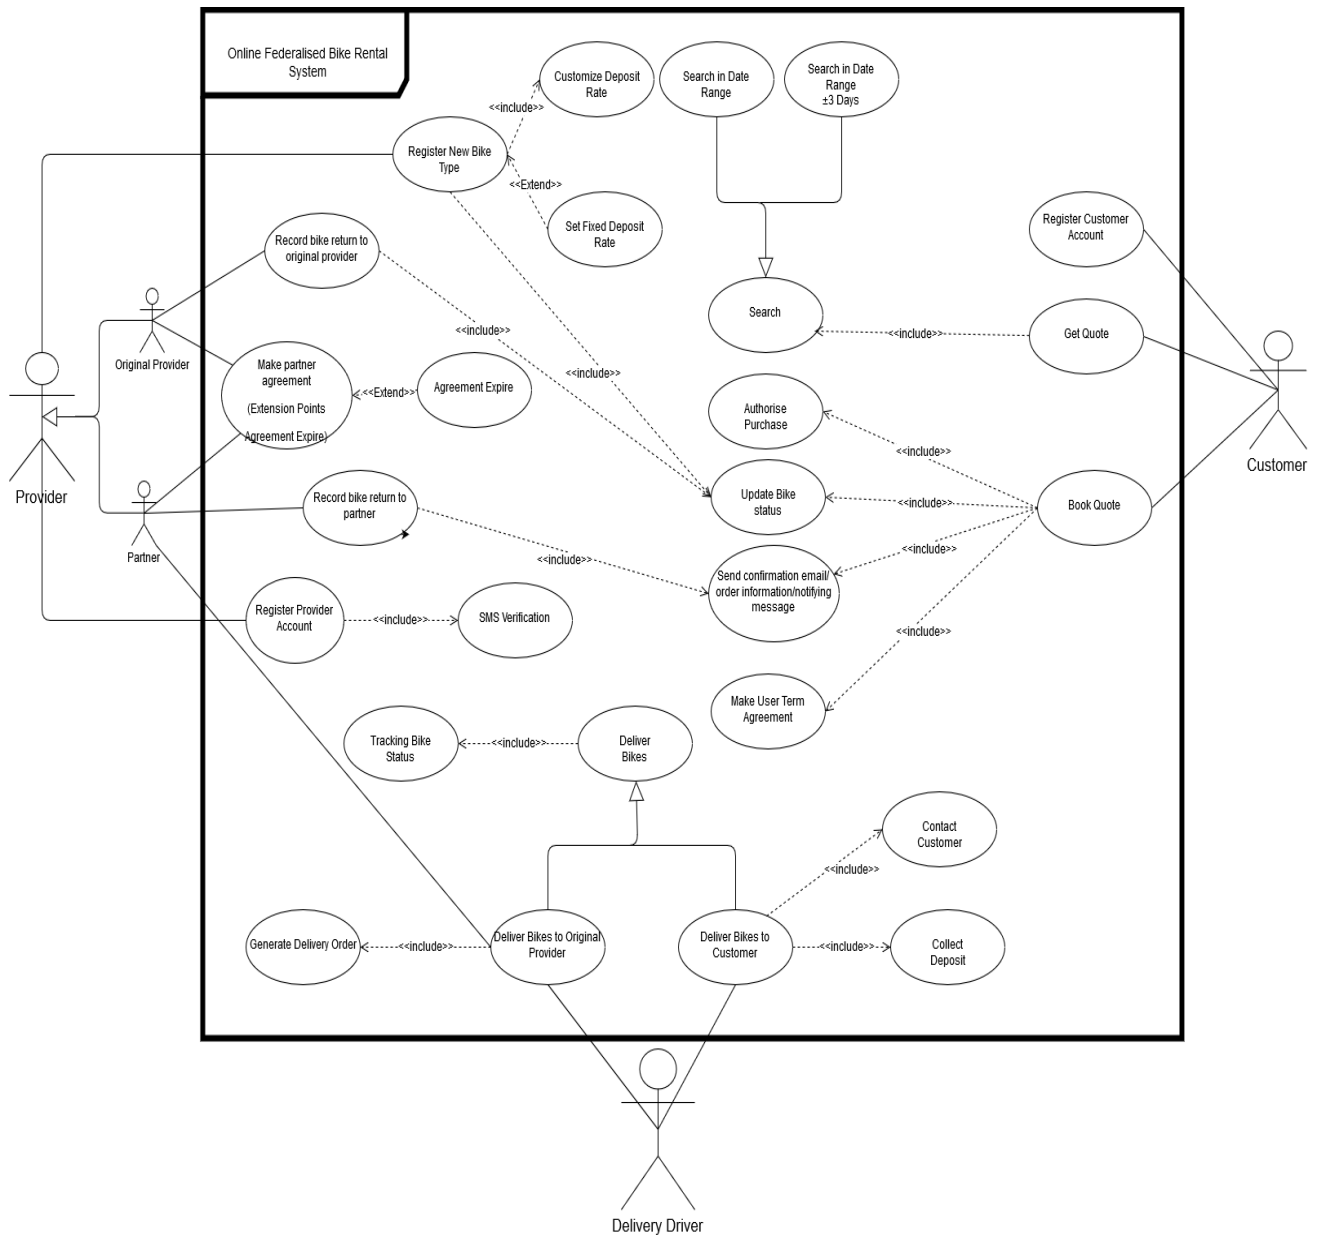 Online Federalised Bike Rental
System
Customize Deposit
Rate
Search in Date
Range
Search in Date
Range
±3 Days
<<include>>
Register New Bike
Type
<<Extend>>
Set Fixed Deposit
Rate
Register Customer
Account
Record bike return to
original provider
Search
<<include>>
Get Quote
<<include>>
Original Provider
Make partner
agreement
(Extension Points
Agreement Expire)
<<Extend>>
Agreement Expire
<<include>>
Authorise
Purchase
<<include>>
Customer
Provider
Record bike return to
partner
Update Bike
status
<<include>>
Book Quote
Partner
<<include>>
<<include>>
Send confirmation email/
order information/notifying
message
Register Provider
Account
<<include>>
SMS Verification
<<include>>
Make User Term
Agreement
Tracking Bike
Status
<<include>>
Deliver
Bikes
Contact
Customer
<<include>>
Generate Delivery Order
<<include>>
Deliver Bikes to Original
Provider
Deliver Bikes to
Customer
<<include>>
Collect
Deposit
Delivery Driver